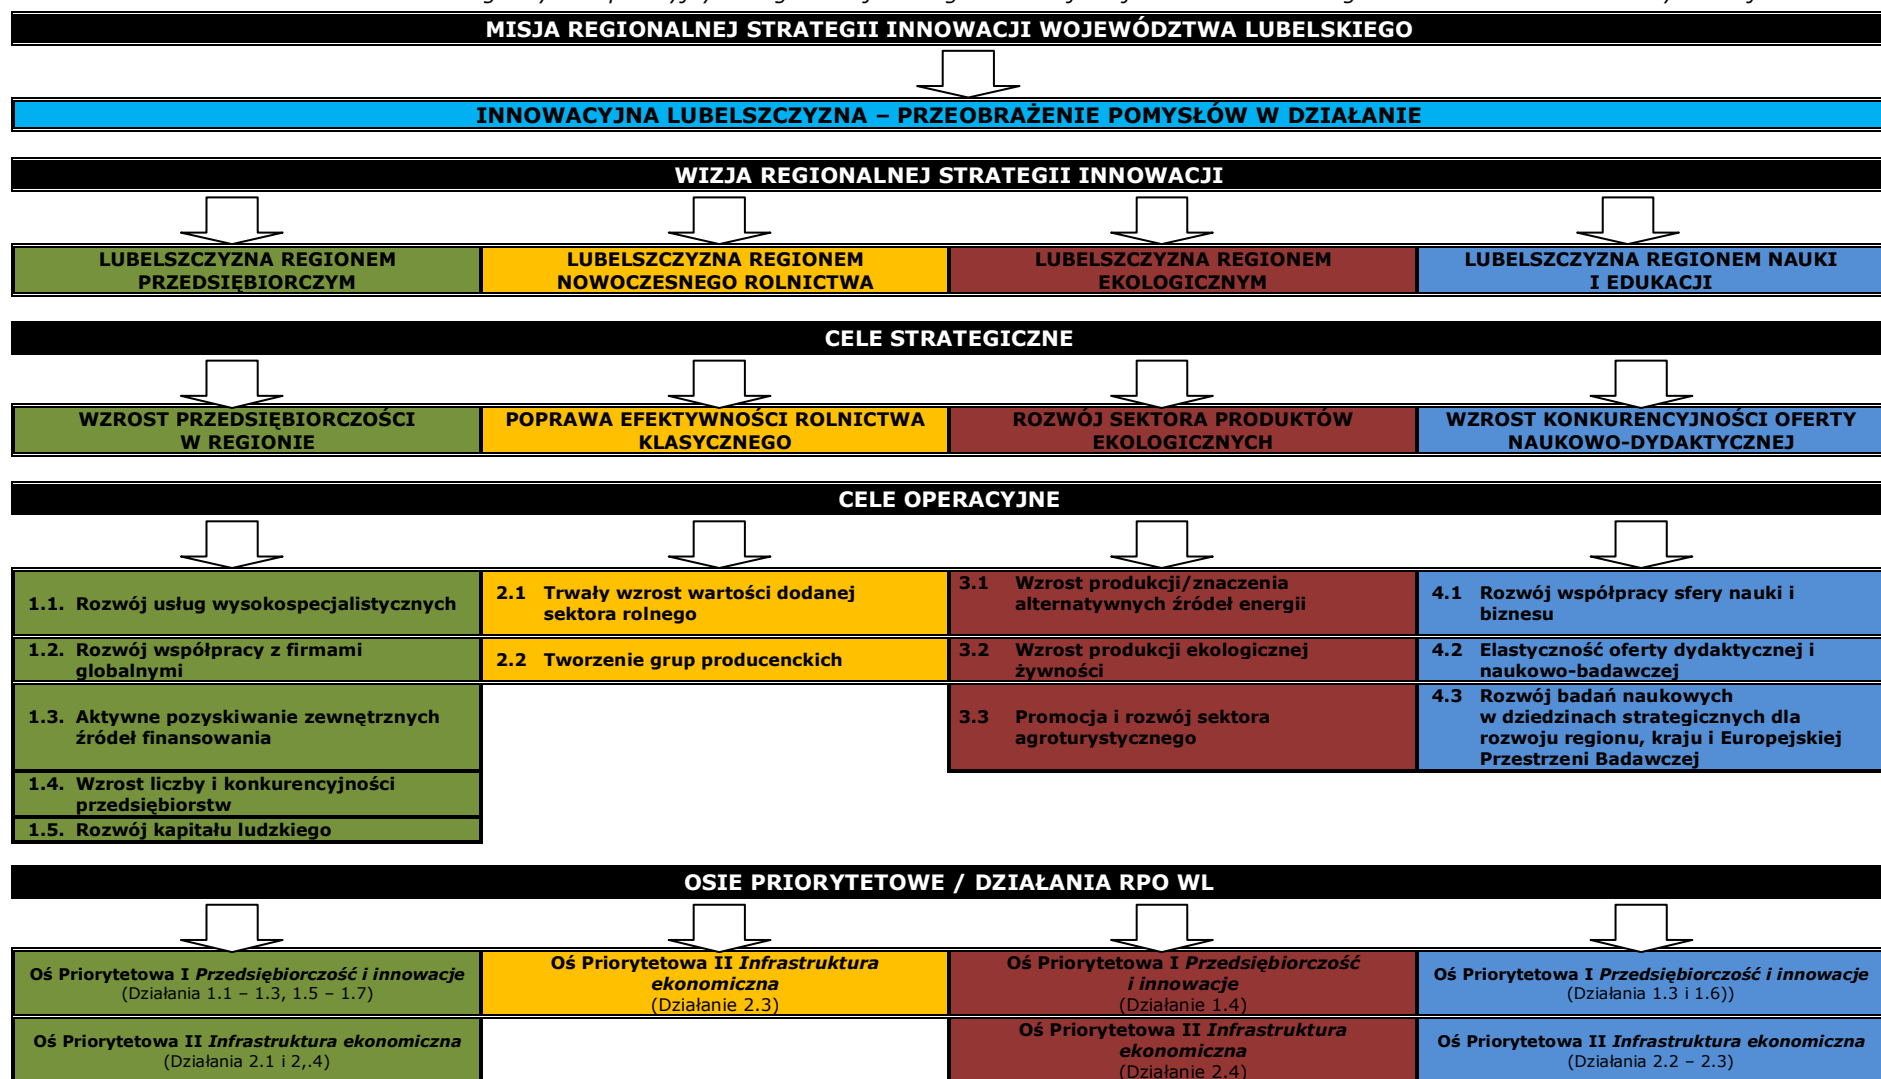 MISJA REGIONALNEJ STRATEGII INNOWACJI WOJEWÓDZTWA LUBELSKIEGO
INNOWACYJNA LUBELSZCZYZNA – PRZEOBRAŻENIE POMYSŁÓW W DZIAŁANIE
WIZJA REGIONALNEJ STRATEGII INNOWACJI
LUBELSZCZYZNA REGIONEM
PRZEDSIĘBIORCZYM
LUBELSZCZYZNA REGIONEM
NOWOCZESNEGO ROLNICTWA
LUBELSZCZYZNA REGIONEM
EKOLOGICZNYM
LUBELSZCZYZNA REGIONEM NAUKI
I EDUKACJI
CELE STRATEGICZNE
WZROST PRZEDSIĘBIORCZOŚCI
W REGIONIE
POPRAWA EFEKTYWNOŚCI ROLNICTWA
KLASYCZNEGO
ROZWÓJ SEKTORA PRODUKTÓW
EKOLOGICZNYCH
WZROST KONKURENCYJNOŚCI OFERTY
NAUKOWO-DYDAKTYCZNEJ
CELE OPERACYJNE
1.1. Rozwój usług wysokospecjalistycznych
2.1 Trwały wzrost wartości dodanej
sektora rolnego
3.1 Wzrost produkcji/znaczenia
alternatywnych źródeł energii
4.1 Rozwój współpracy sfery nauki i
biznesu
1.2. Rozwój współpracy z firmami
globalnymi
2.2 Tworzenie grup producenckich
3.2 Wzrost produkcji ekologicznej
żywności
4.2 Elastyczność oferty dydaktycznej i
naukowo-badawczej
1.3. Aktywne pozyskiwanie zewnętrznych
źródeł finansowania
3.3 Promocja i rozwój sektora
agroturystycznego
4.3 Rozwój badań naukowych
w dziedzinach strategicznych dla
rozwoju regionu, kraju i Europejskiej
Przestrzeni Badawczej
1.4. Wzrost liczby i konkurencyjności
przedsiębiorstw
1.5. Rozwój kapitału ludzkiego
OSIE PRIORYTETOWE / DZIAŁANIA RPO WL
Oś Priorytetowa I Przedsiębiorczość i innowacje
(Działania 1.1 – 1.3, 1.5 – 1.7)
Oś Priorytetowa II Infrastruktura
ekonomiczna
(Działanie 2.3)
Oś Priorytetowa I Przedsiębiorczość
i innowacje
(Działanie 1.4)
Oś Priorytetowa I Przedsiębiorczość i innowacje
(Działania 1.3 i 1.6))
Oś Priorytetowa II Infrastruktura ekonomiczna
(Działania 2.1 i 2,.4)
Oś Priorytetowa II Infrastruktura
ekonomiczna
(Działanie 2.4)
Oś Priorytetowa II Infrastruktura ekonomiczna
(Działania 2.2 – 2.3)